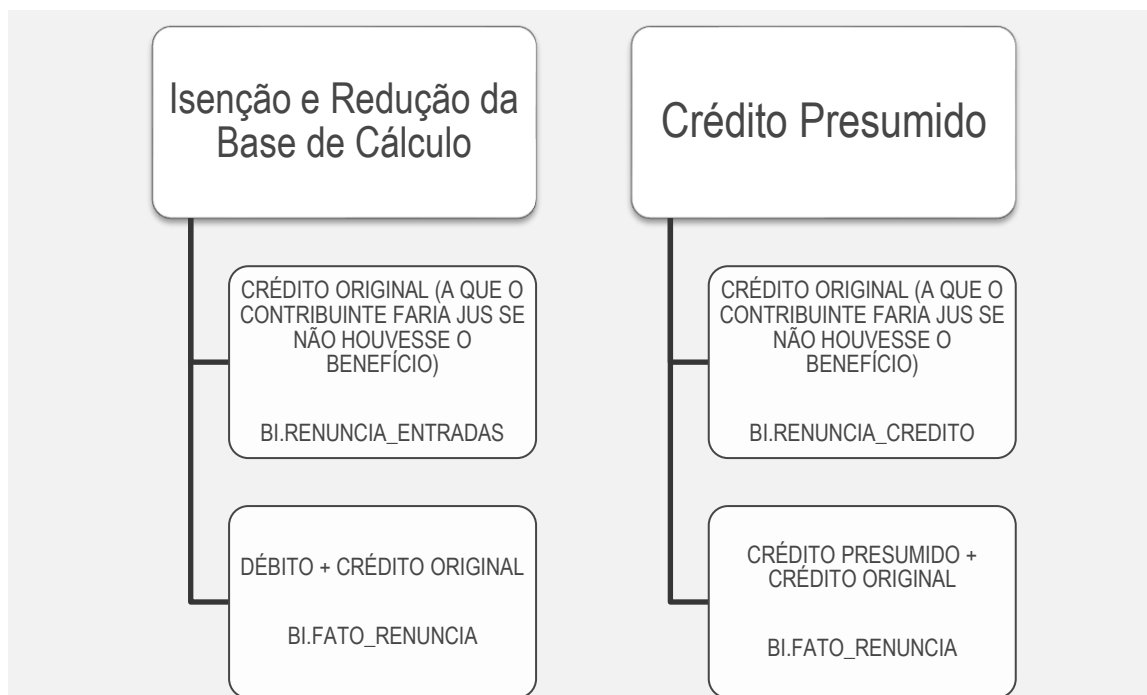 Isenção e Redução da
Base de Cálculo
CRÉDITO ORIGINAL (A QUE O
CONTRIBUINTE FARIA JUS SE
NÃO HOUVESSE O
BENEFÍCIO)
BI.RENUNCIA_ENTRADAS
DÉBITO + CRÉDITO ORIGINAL
BI.FATO_RENUNCIA
Crédito Presumido
CRÉDITO ORIGINAL (A QUE O
CONTRIBUINTE FARIA JUS SE
NÃO HOUVESSE O
BENEFÍCIO)
BI.RENUNCIA_CREDITO
CRÉDITO PRESUMIDO +
CRÉDITO ORIGINAL
BI.FATO_RENUNCIA